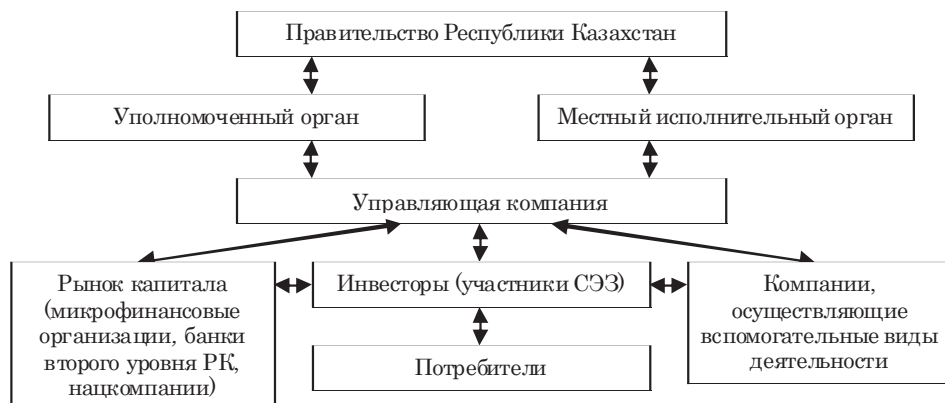 Правительство Республики Казахстан
Уполномоченный орган
Местный исполнительный орган
Управляющая компания
Рынок капитала
(микрофинансовые
организации, банки
второго уровня РК,
нацкомпании)
Инвесторы (участники СЭЗ)
Компании,
осуществляющие
вспомогательные виды
деятельности
Потребители